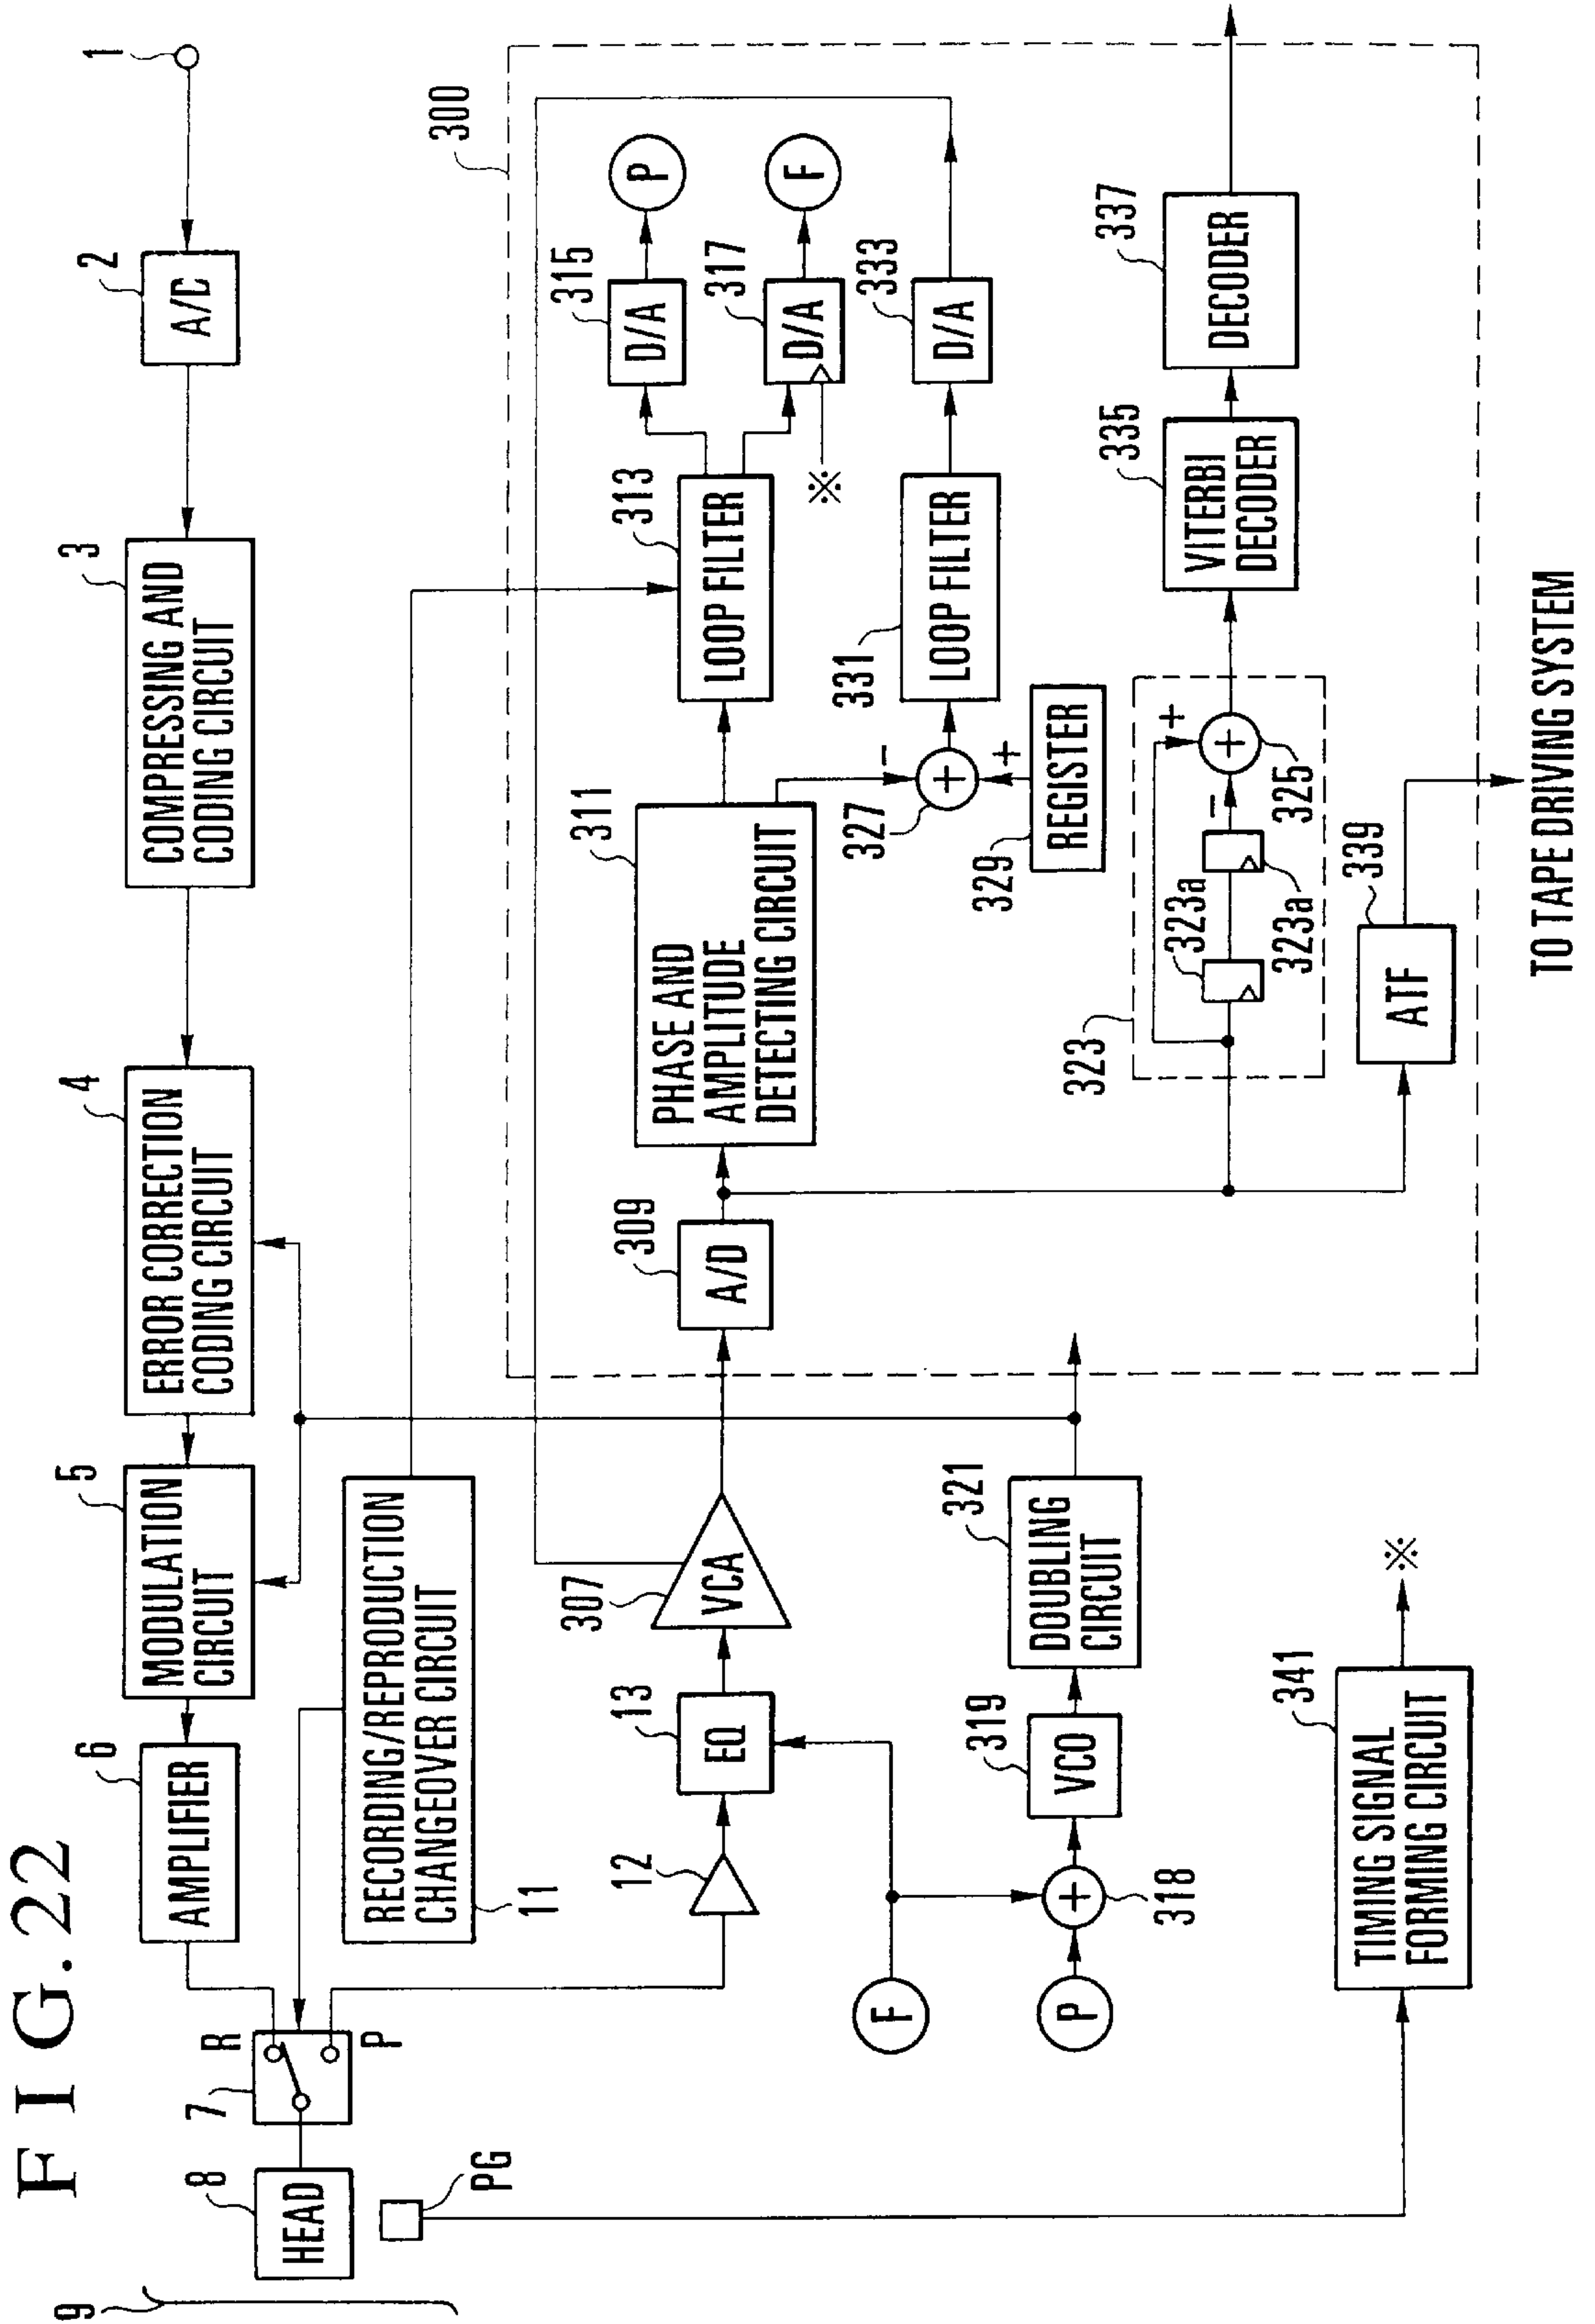 FIG.22
1
2
A/C
3
COMPRESSING AND
CODING CIRCUIT
4
ERROR CORRECTION
CODING CIRCUIT
5
MODULATION
CIRCUIT
6
AMPLIFIER
7
R
P
8
HEAD
9
PG
11
RECORDING/REPRODUCTION
CHANGEOVER CIRCUIT
12
13
EQ
307
VCA
300
309
A/D
311
PHASE AND
AMPLITUDE
DETECTING CIRCUIT
313
LOOP FILTER
315
D/A
P
317
D/A
F
※
327
−
+
+
329
REGISTER
331
LOOP FILTER
333
D/A
F
P
318
+
319
VCO
321
DOUBLING
CIRCUIT
323
323a
323a
−
+
+
325
335
VITERBI
DECODER
337
DECODER
339
ATF
TO TAPE DRIVING SYSTEM
341
TIMING SIGNAL
FORMING CIRCUIT
※